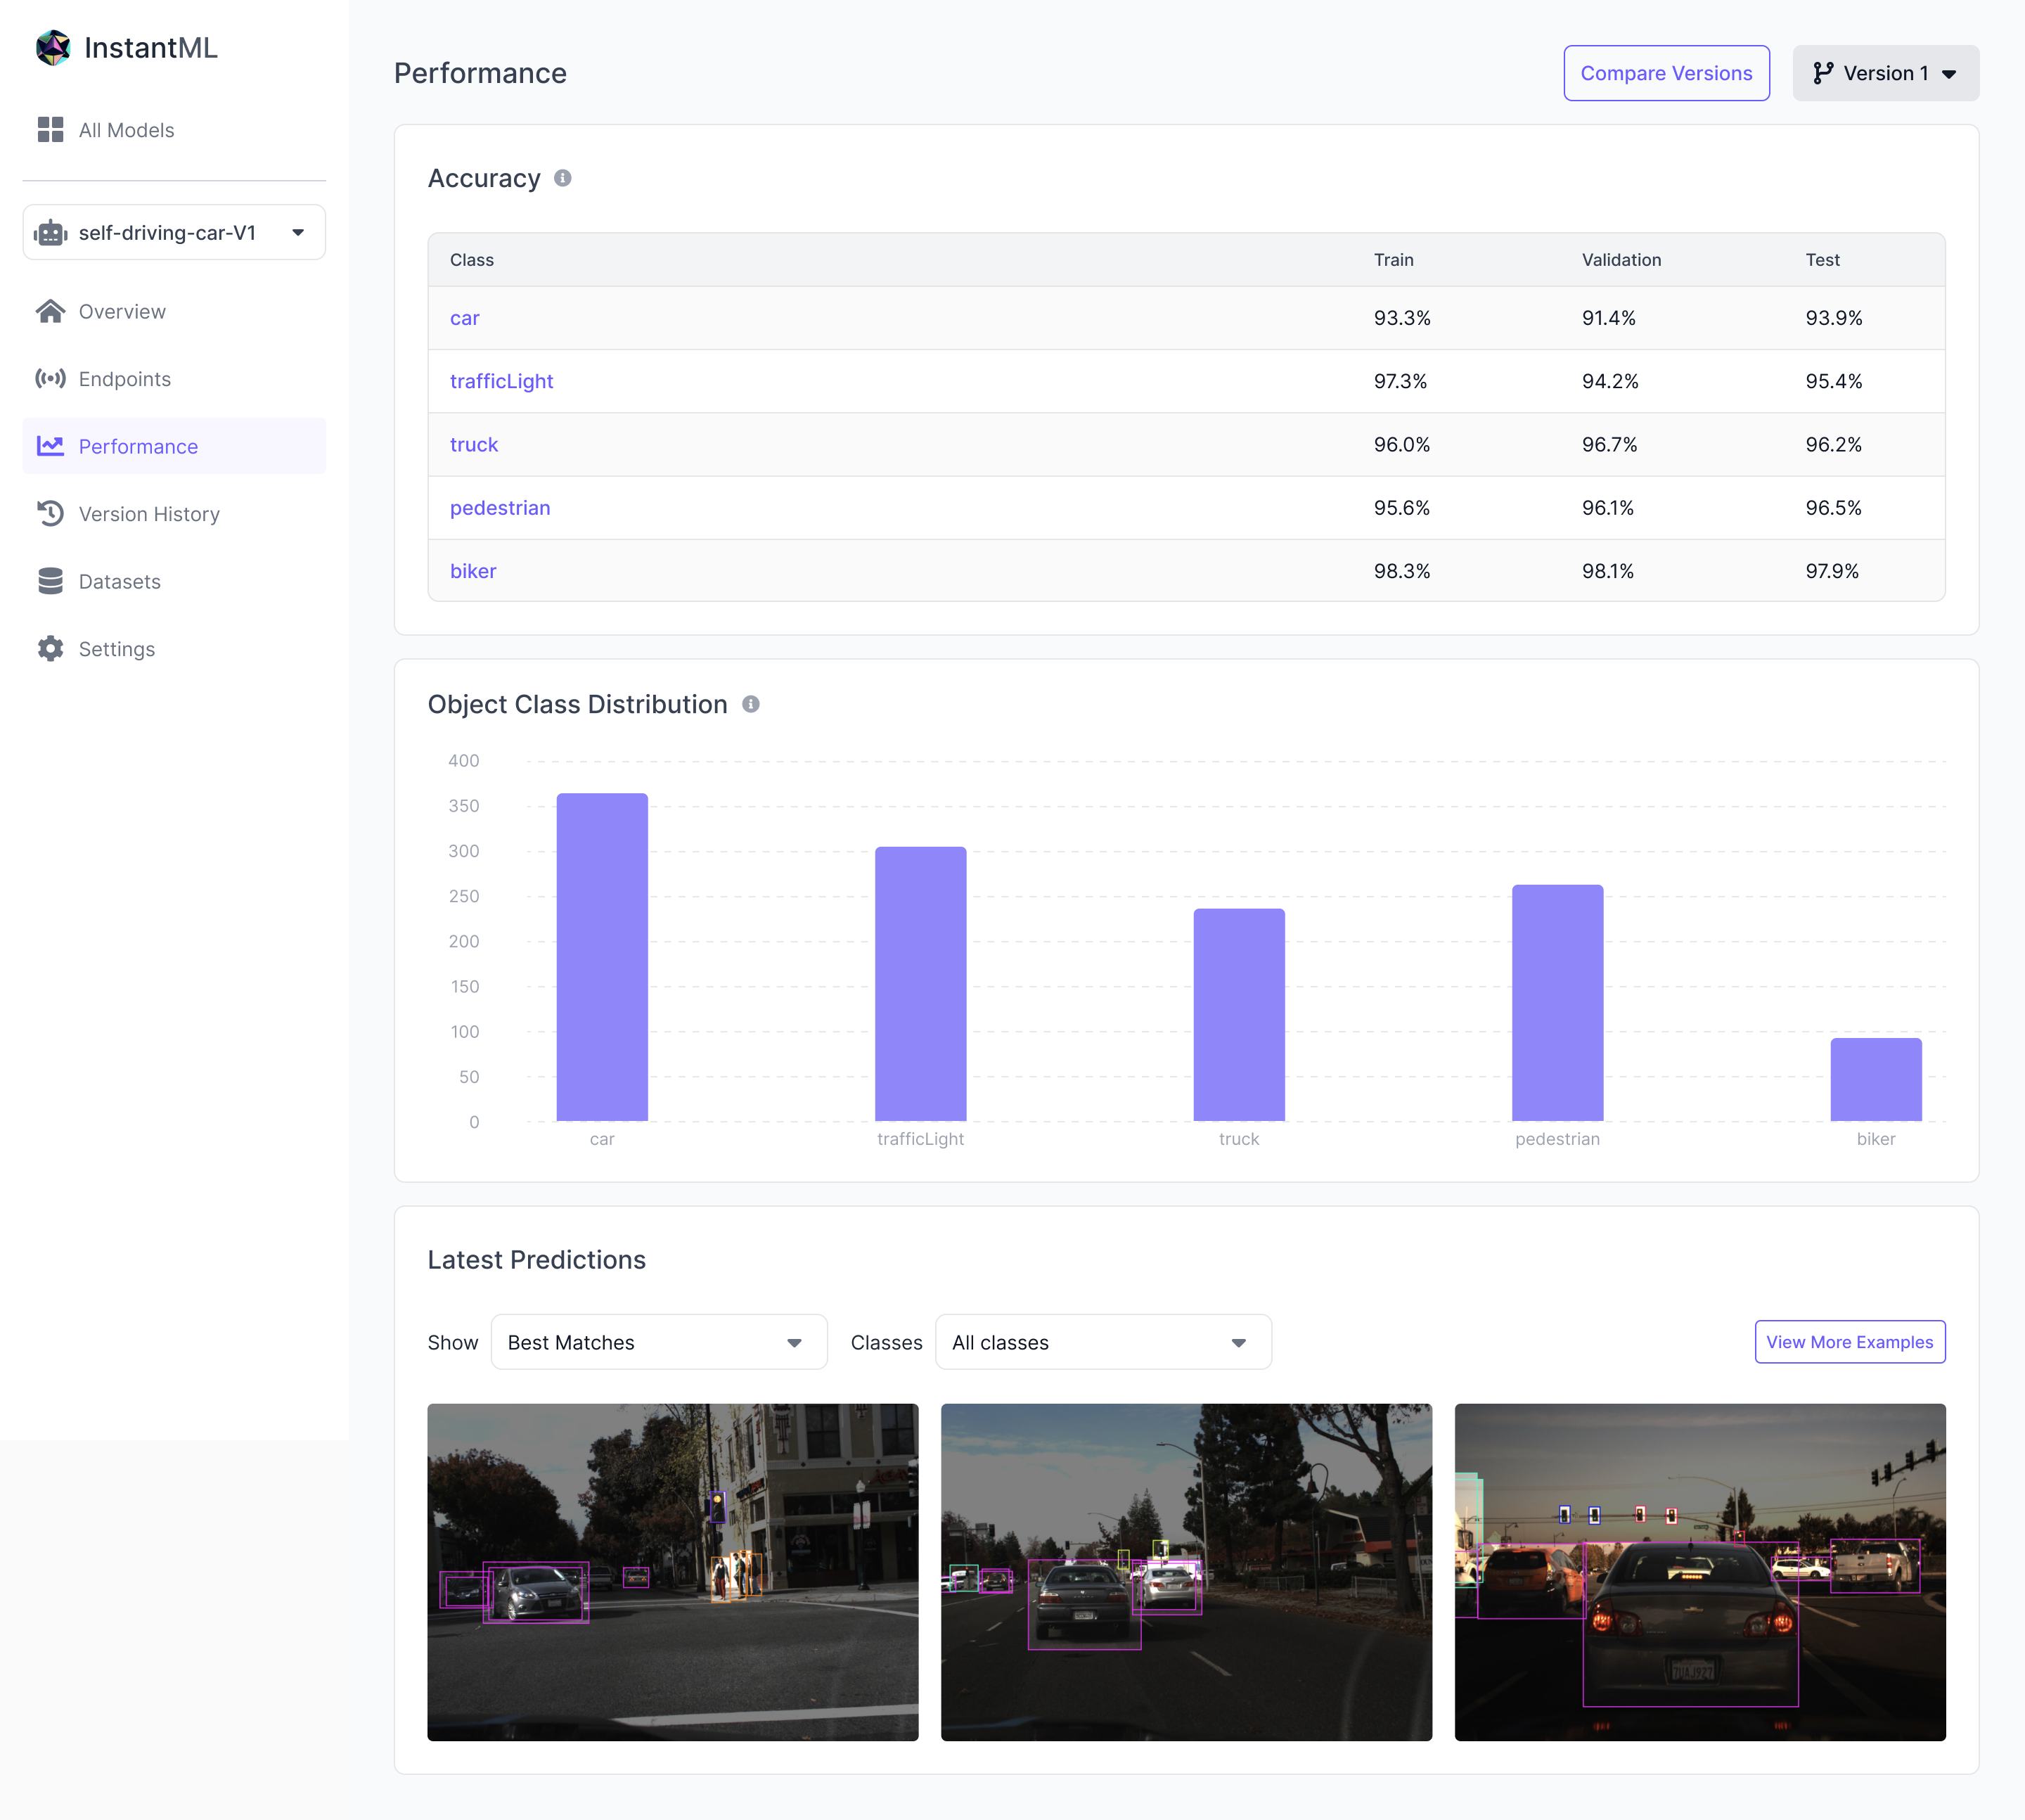 InstantML
All Models
self-driving-car-V1
Overview
Endpoints
Performance
Version History
Datasets
Settings
Performance
Compare Versions
Version 1
Accuracy
Class Train Validation Test
car 93.3% 91.4% 93.9%
trafficLight 97.3% 94.2% 95.4%
truck 96.0% 96.7% 96.2%
pedestrian 95.6% 96.1% 96.5%
biker 98.3% 98.1% 97.9%
Object Class Distribution
400
350
300
250
200
150
100
50
0
car trafficLight truck pedestrian biker
Latest Predictions
Show Best Matches Classes All classes View More Examples